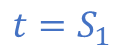 t = S₁